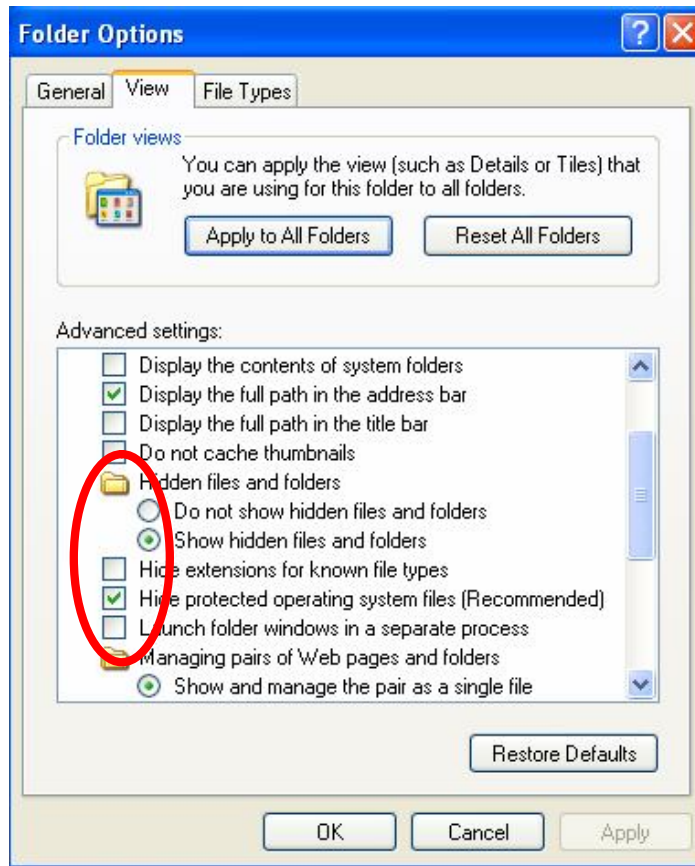 Folder Options
General View File Types
Folder views
You can apply the view (such as Details or Tiles) that
you are using for this folder to all folders.
Apply to All Folders Reset All Folders
Advanced settings:
Display the contents of system folders
Display the full path in the address bar
Display the full path in the title bar
Do not cache thumbnails
Hidden files and folders
Do not show hidden files and folders
Show hidden files and folders
Hide extensions for known file types
Hide protected operating system files (Recommended)
Launch folder windows in a separate process
Managing pairs of Web pages and folders
Show and manage the pair as a single file
Restore Defaults
OK Cancel Apply